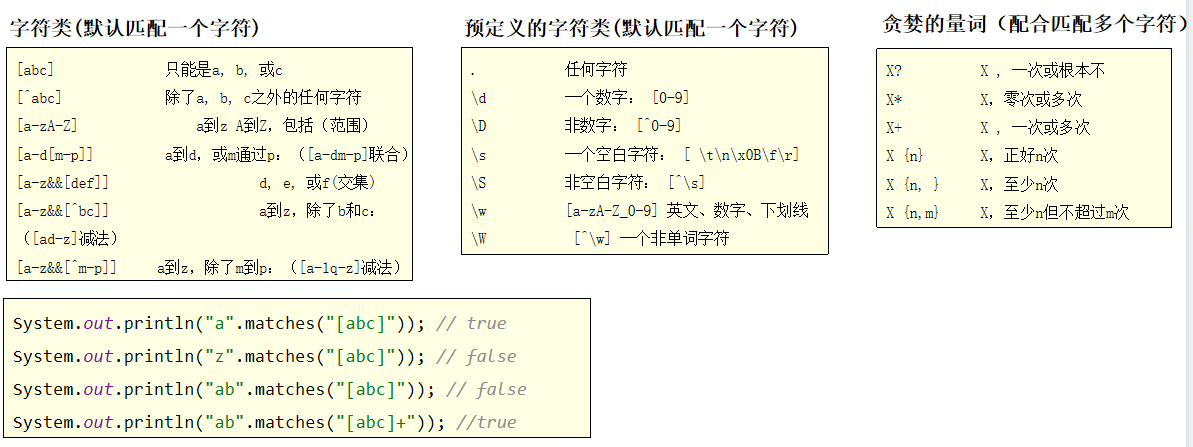 字符类(默认匹配一个字符)
[abc] 只能是a, b, 或c
[^abc] 除了a, b, c之外的任何字符
[a-zA-Z] a到z A到Z，包括（范围）
[a-d[m-p]] a到d，或m通过p：（[a-dm-p]联合）
[a-z&&[def]] d, e, 或f(交集)
[a-z&&[^bc]] a到z，除了b和c：
（[ad-z]减法）
[a-z&&[^m-p]] a到z，除了m到p：（[a-lq-z]减法）
预定义的字符类(默认匹配一个字符)
. 任何字符
\d 一个数字： [0-9]
\D 非数字： [^0-9]
\s 一个空白字符： [ \t\n\x0B\f\r]
\S 非空白字符： [^\s]
\w [a-zA-Z_0-9] 英文、数字、下划线
\W [^\w] 一个非单词字符
贪婪的量词（配合匹配多个字符）
X? X , 一次或根本不
X* X，零次或多次
X+ X , 一次或多次
X {n} X，正好n次
X {n, } X，至少n次
X {n,m} X，至少n但不超过m次
System.out.println("a".matches("[abc]")); // true
System.out.println("z".matches("[abc]")); // false
System.out.println("ab".matches("[abc]")); // false
System.out.println("ab".matches("[abc]+")); //true